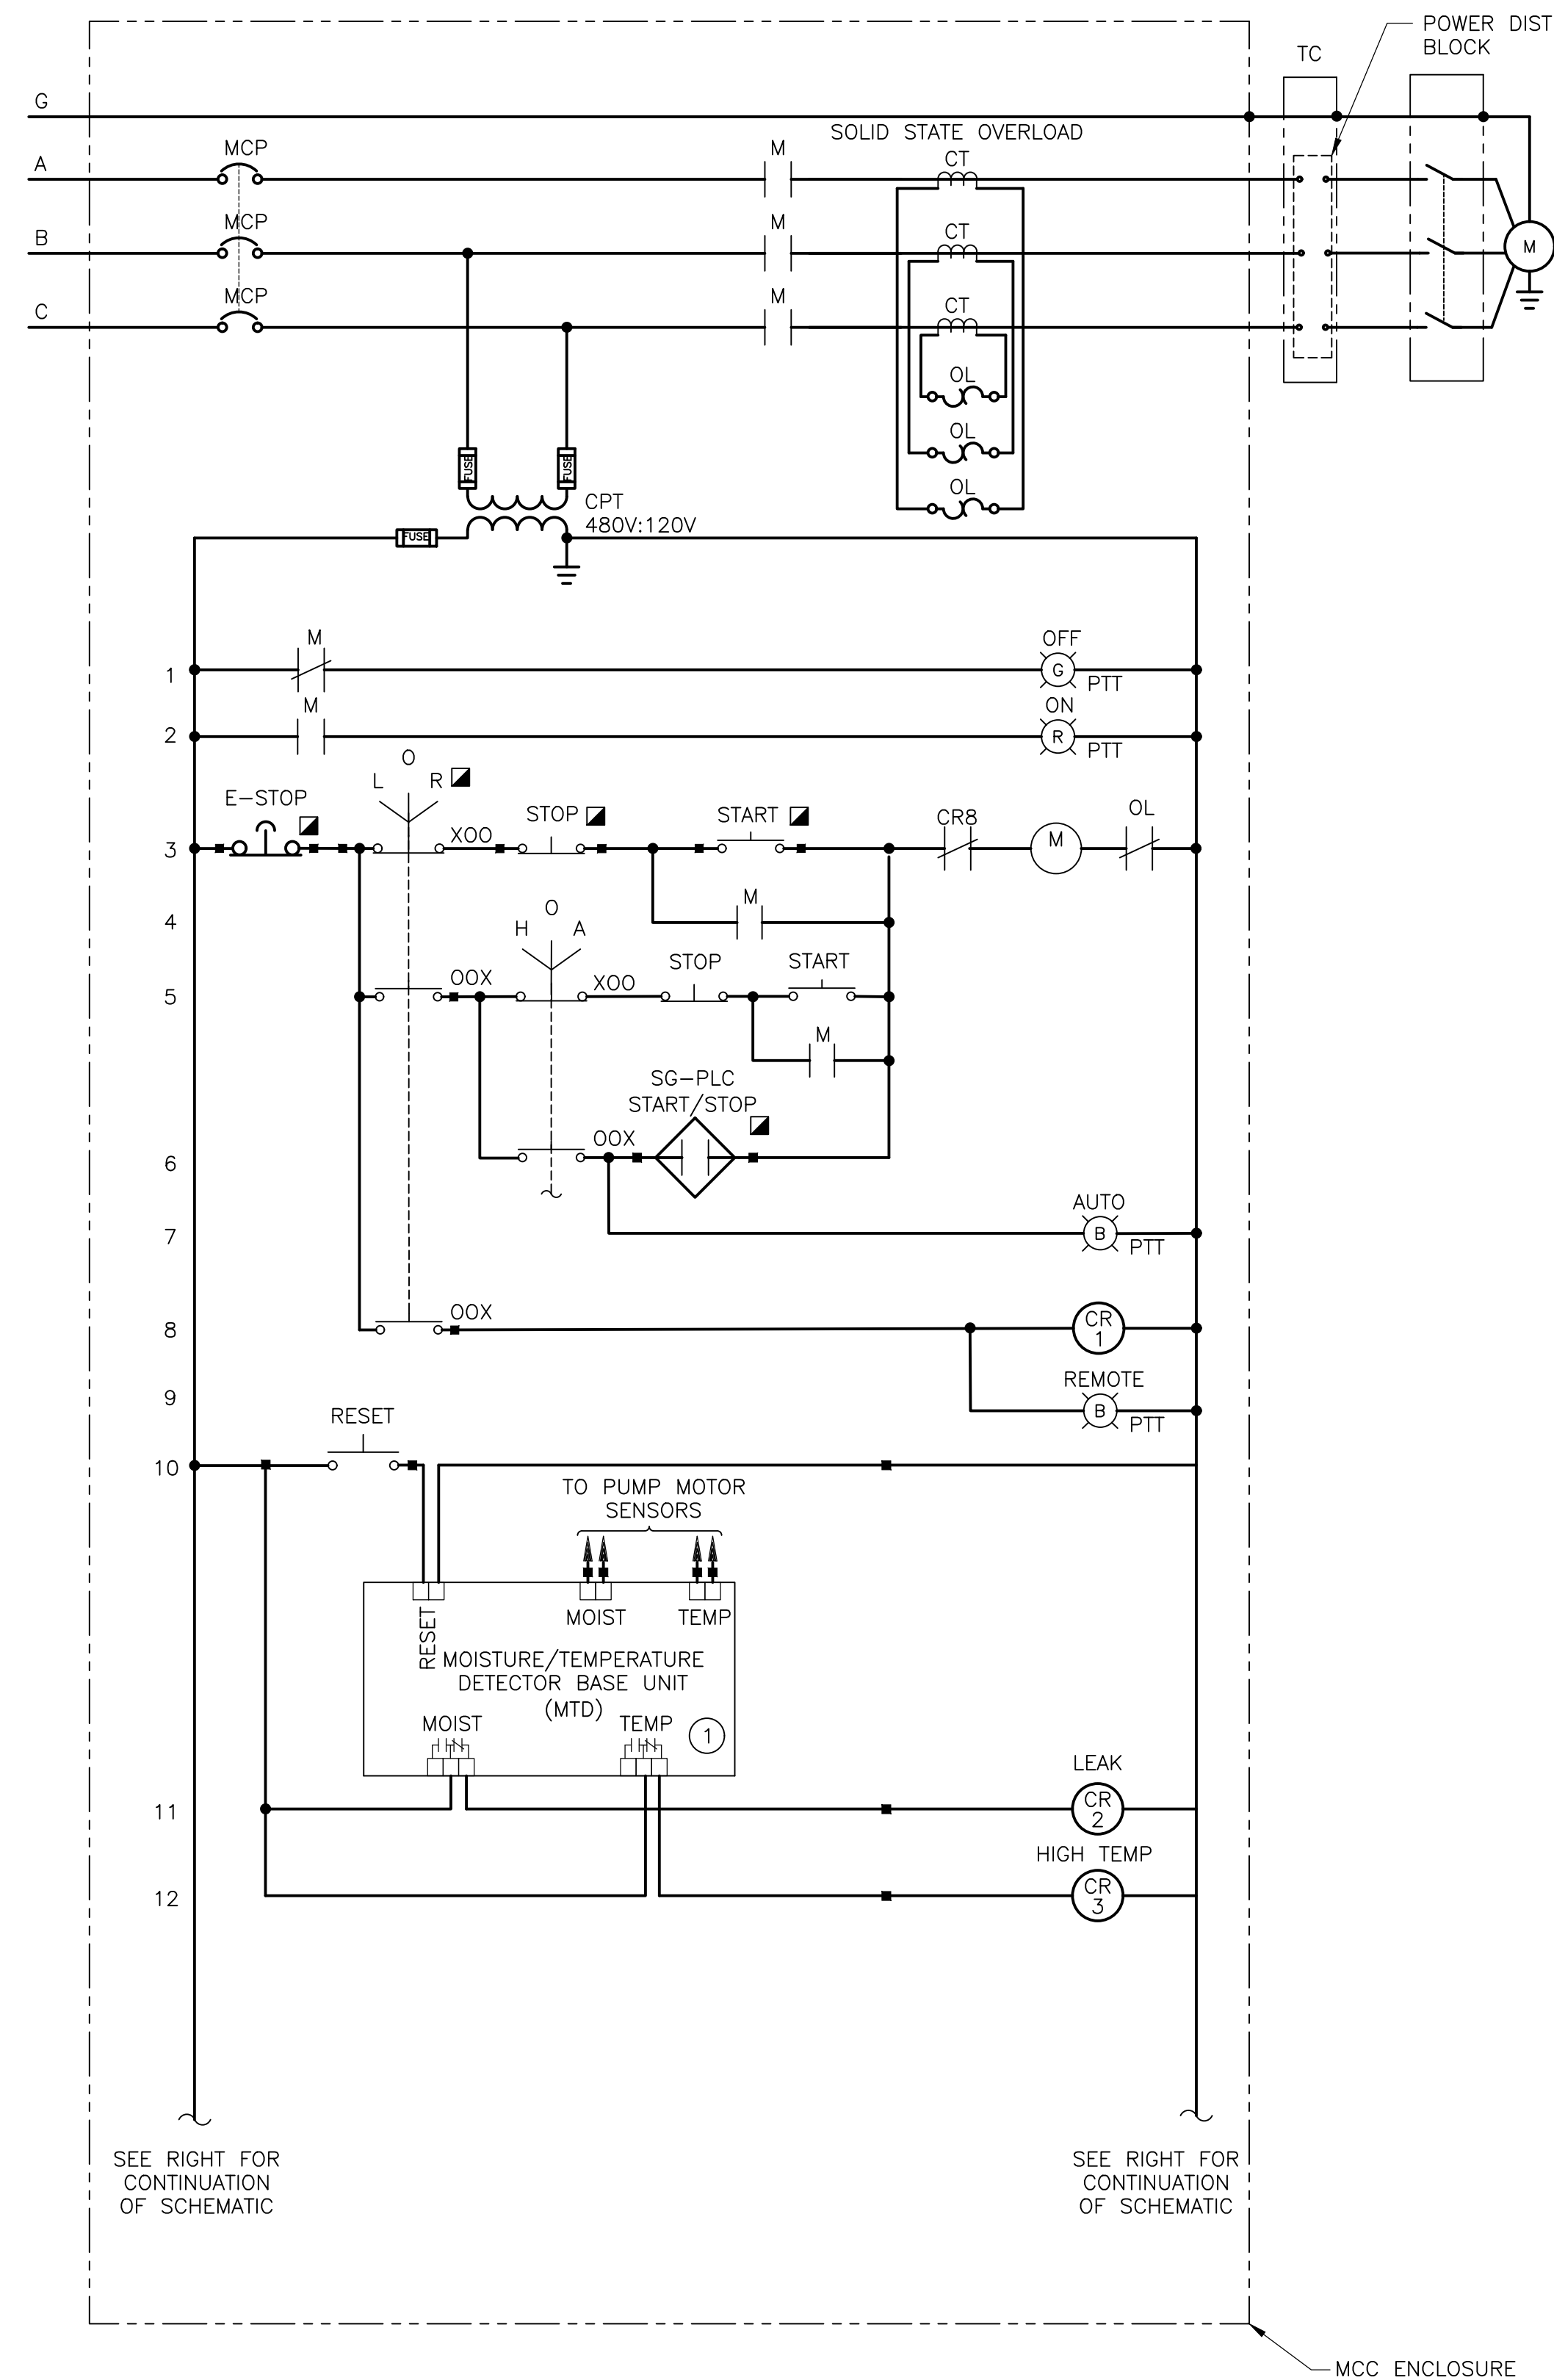 POWER DIST
BLOCK
TC
G
SOLID STATE OVERLOAD
A
MCP
M
CT
B
MCP
M
CT
M
C
MCP
M
CT
OL
OL
OL
FUSE
FUSE
CPT
480V:120V
FUSE
M
OFF
1
G
PTT
M
ON
2
R
PTT
O
L
R
E-STOP
STOP
START
CR8
OL
3
XOO
M
4
M
O
H
A
STOP
START
5
OOX
XOO
M
SG-PLC
START/STOP
6
OOX
AUTO
7
B
PTT
8
OOX
CR
1
REMOTE
9
B
PTT
RESET
10
TO PUMP MOTOR
SENSORS
RESET
MOIST
TEMP
MOISTURE/TEMPERATURE
DETECTOR BASE UNIT
(MTD)
MOIST
TEMP
1
LEAK
11
CR
2
HIGH TEMP
12
CR
3
SEE RIGHT FOR
CONTINUATION
OF SCHEMATIC
SEE RIGHT FOR
CONTINUATION
OF SCHEMATIC
MCC ENCLOSURE